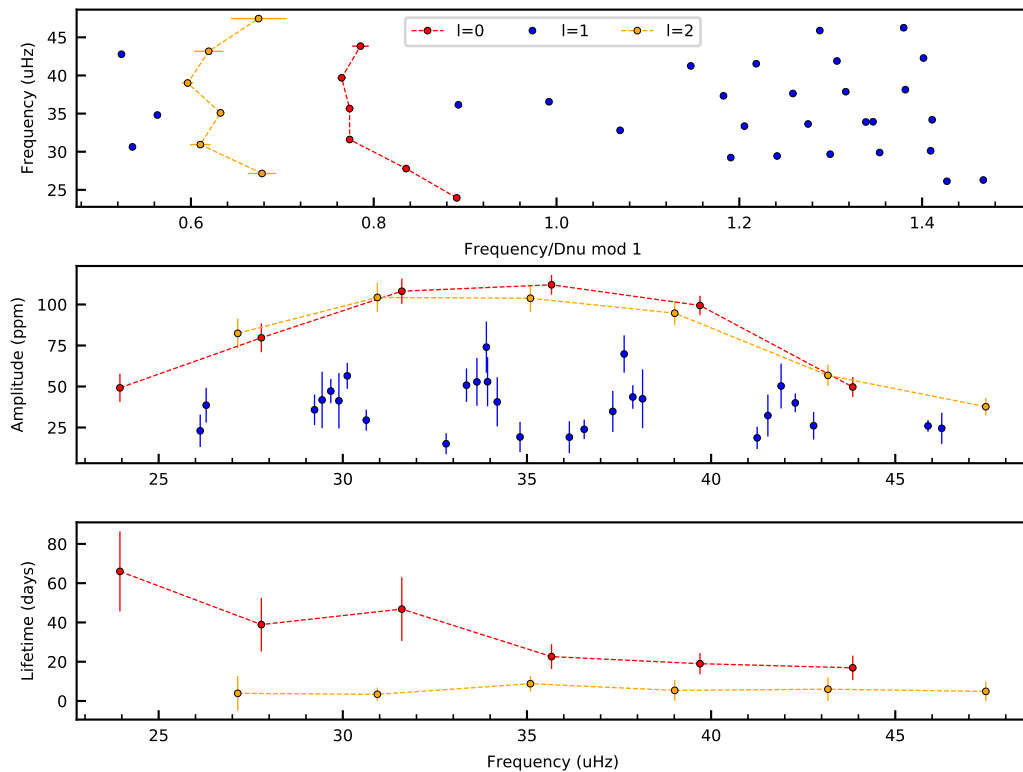 l=0 l=1 l=2
Frequency (uHz)
45
40
35
30
25
0.6 0.8 1.0 1.2 1.4
Frequency/Dnu mod 1
Amplitude (ppm)
100
75
50
25
25 30 35 40 45
Lifetime (days)
80
60
40
20
0
25 30 35 40 45
Frequency (uHz)